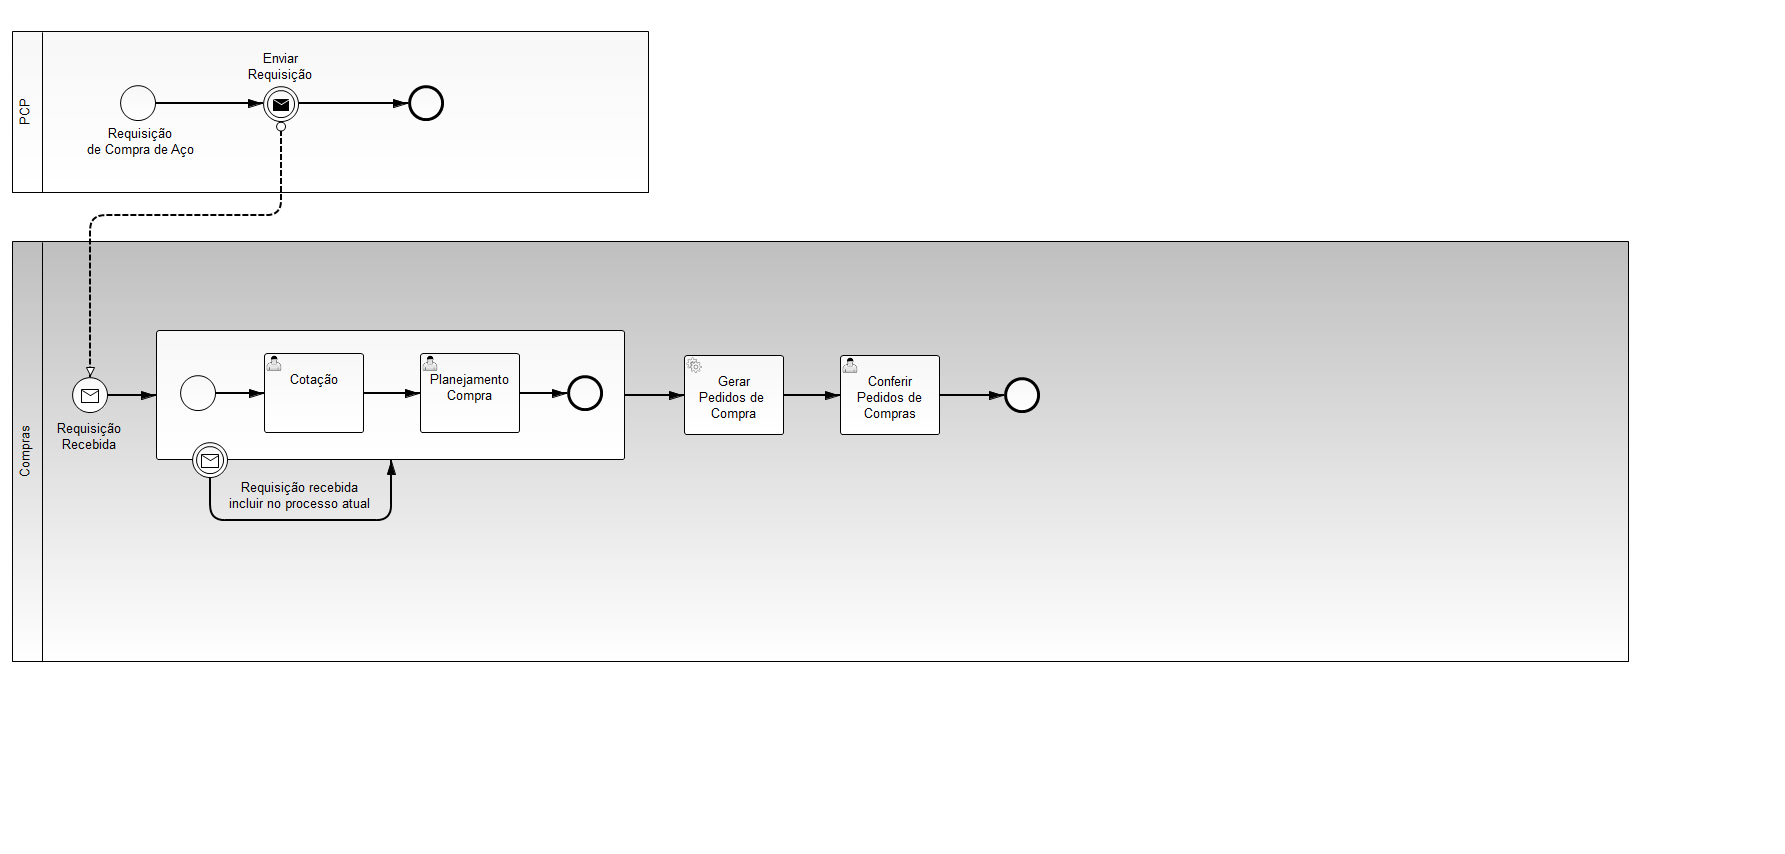 PCP
Enviar
Requisição
Requisição
de Compra de Aço
Compras
Requisição
Recebida
Cotação
Planejamento
Compra
Requisição recebida
incluir no processo atual
Gerar
Pedidos de
Compra
Conferir
Pedidos de
Compras